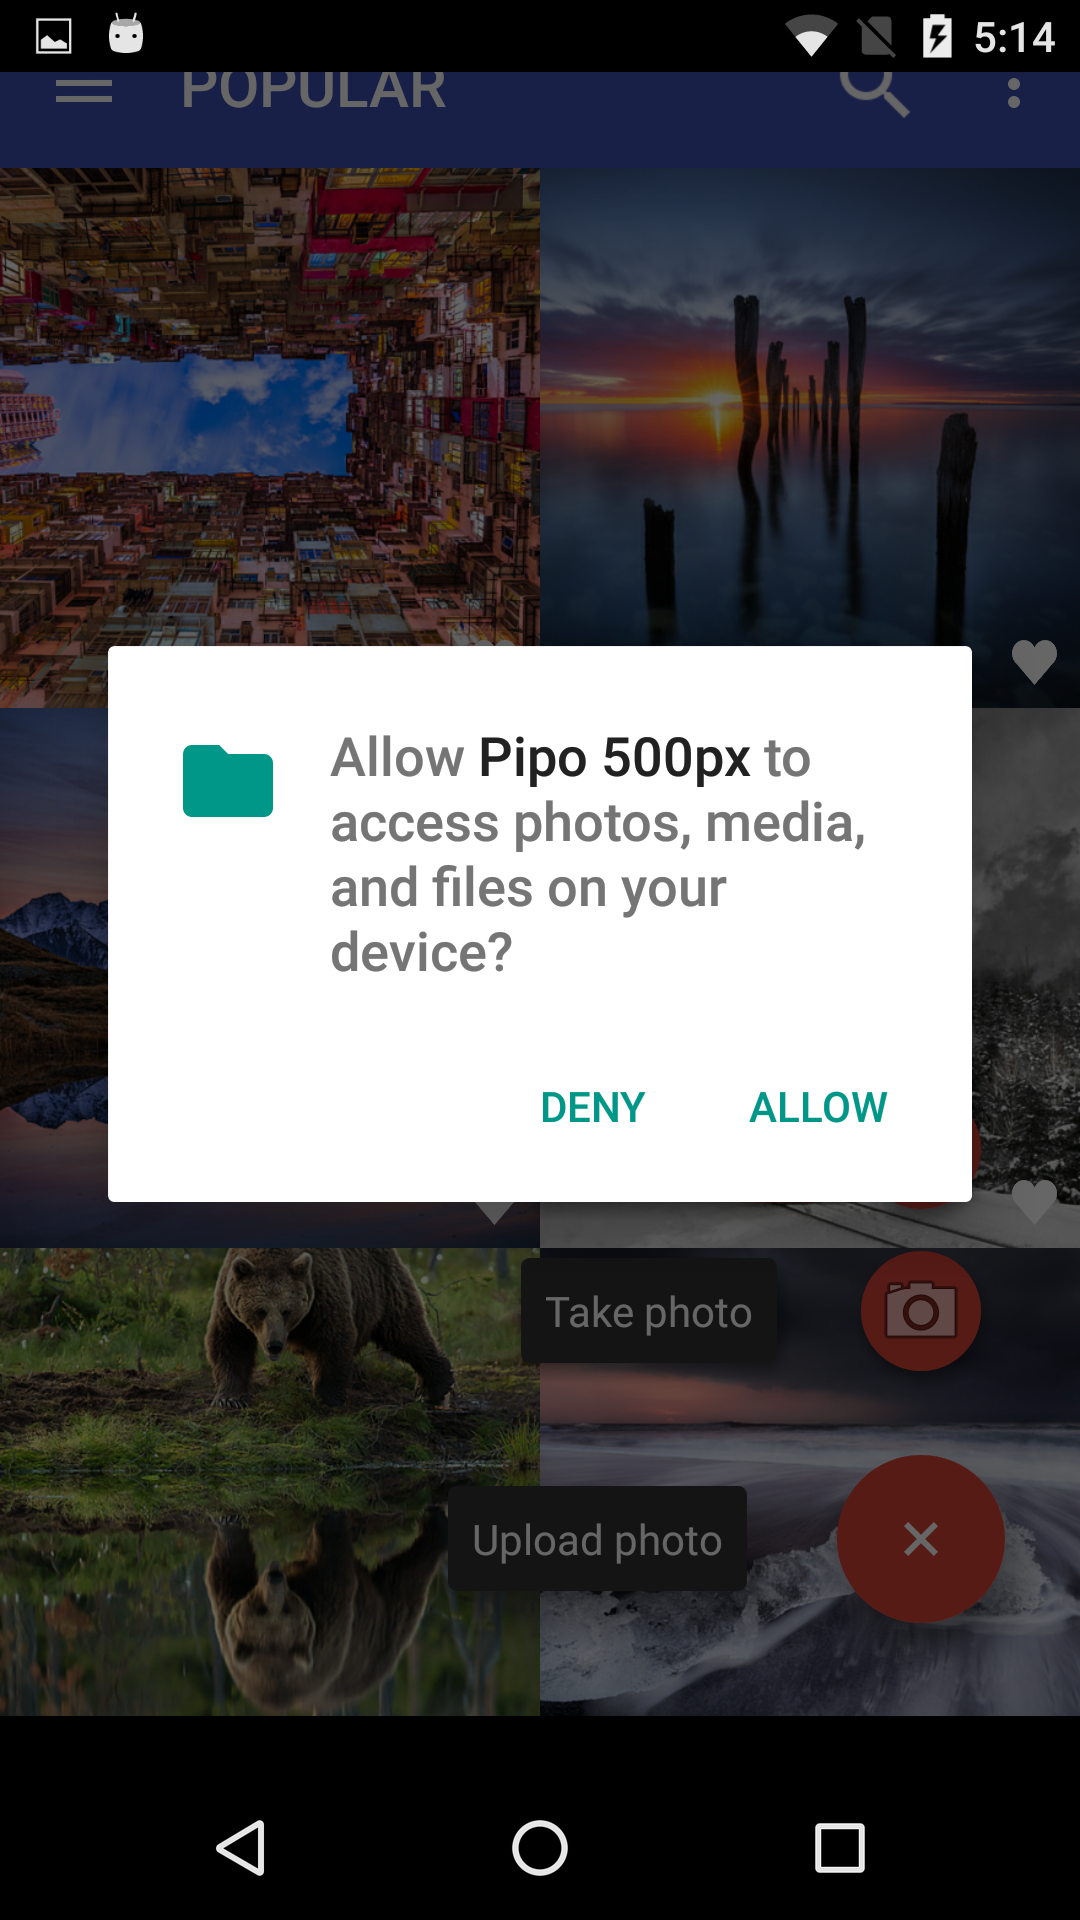 5:14
POPULAR
Allow Pipo 500px to
access photos, media,
and files on your
device?
DENY ALLOW
Take photo
Upload photo